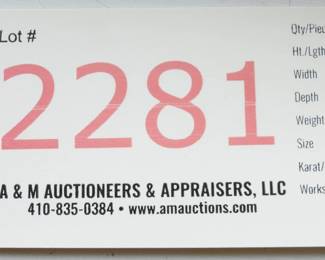 Lot #
2281
A & M AUCTIONEERS & APPRAISERS, LLC
410-835-0384 • www.amauctions.com
Qty/Piec
Ht./Lgth
Width
Depth
Weight
Size
Karat/
Works